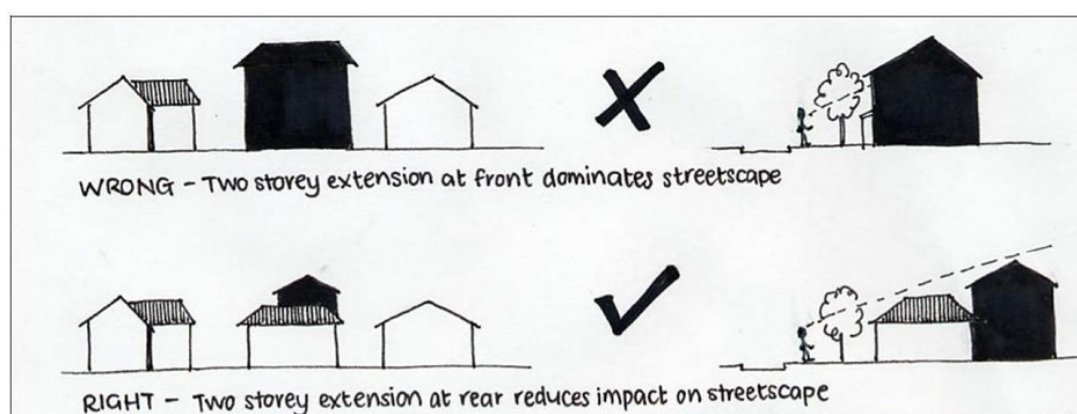 WRONG - TWO STOREY EXTENSION AT FRONT DOMINATES STREETSCAPE
RIGHT - TWO STOREY EXTENSION AT REAR REDUCES IMPACT ON STREETSCAPE